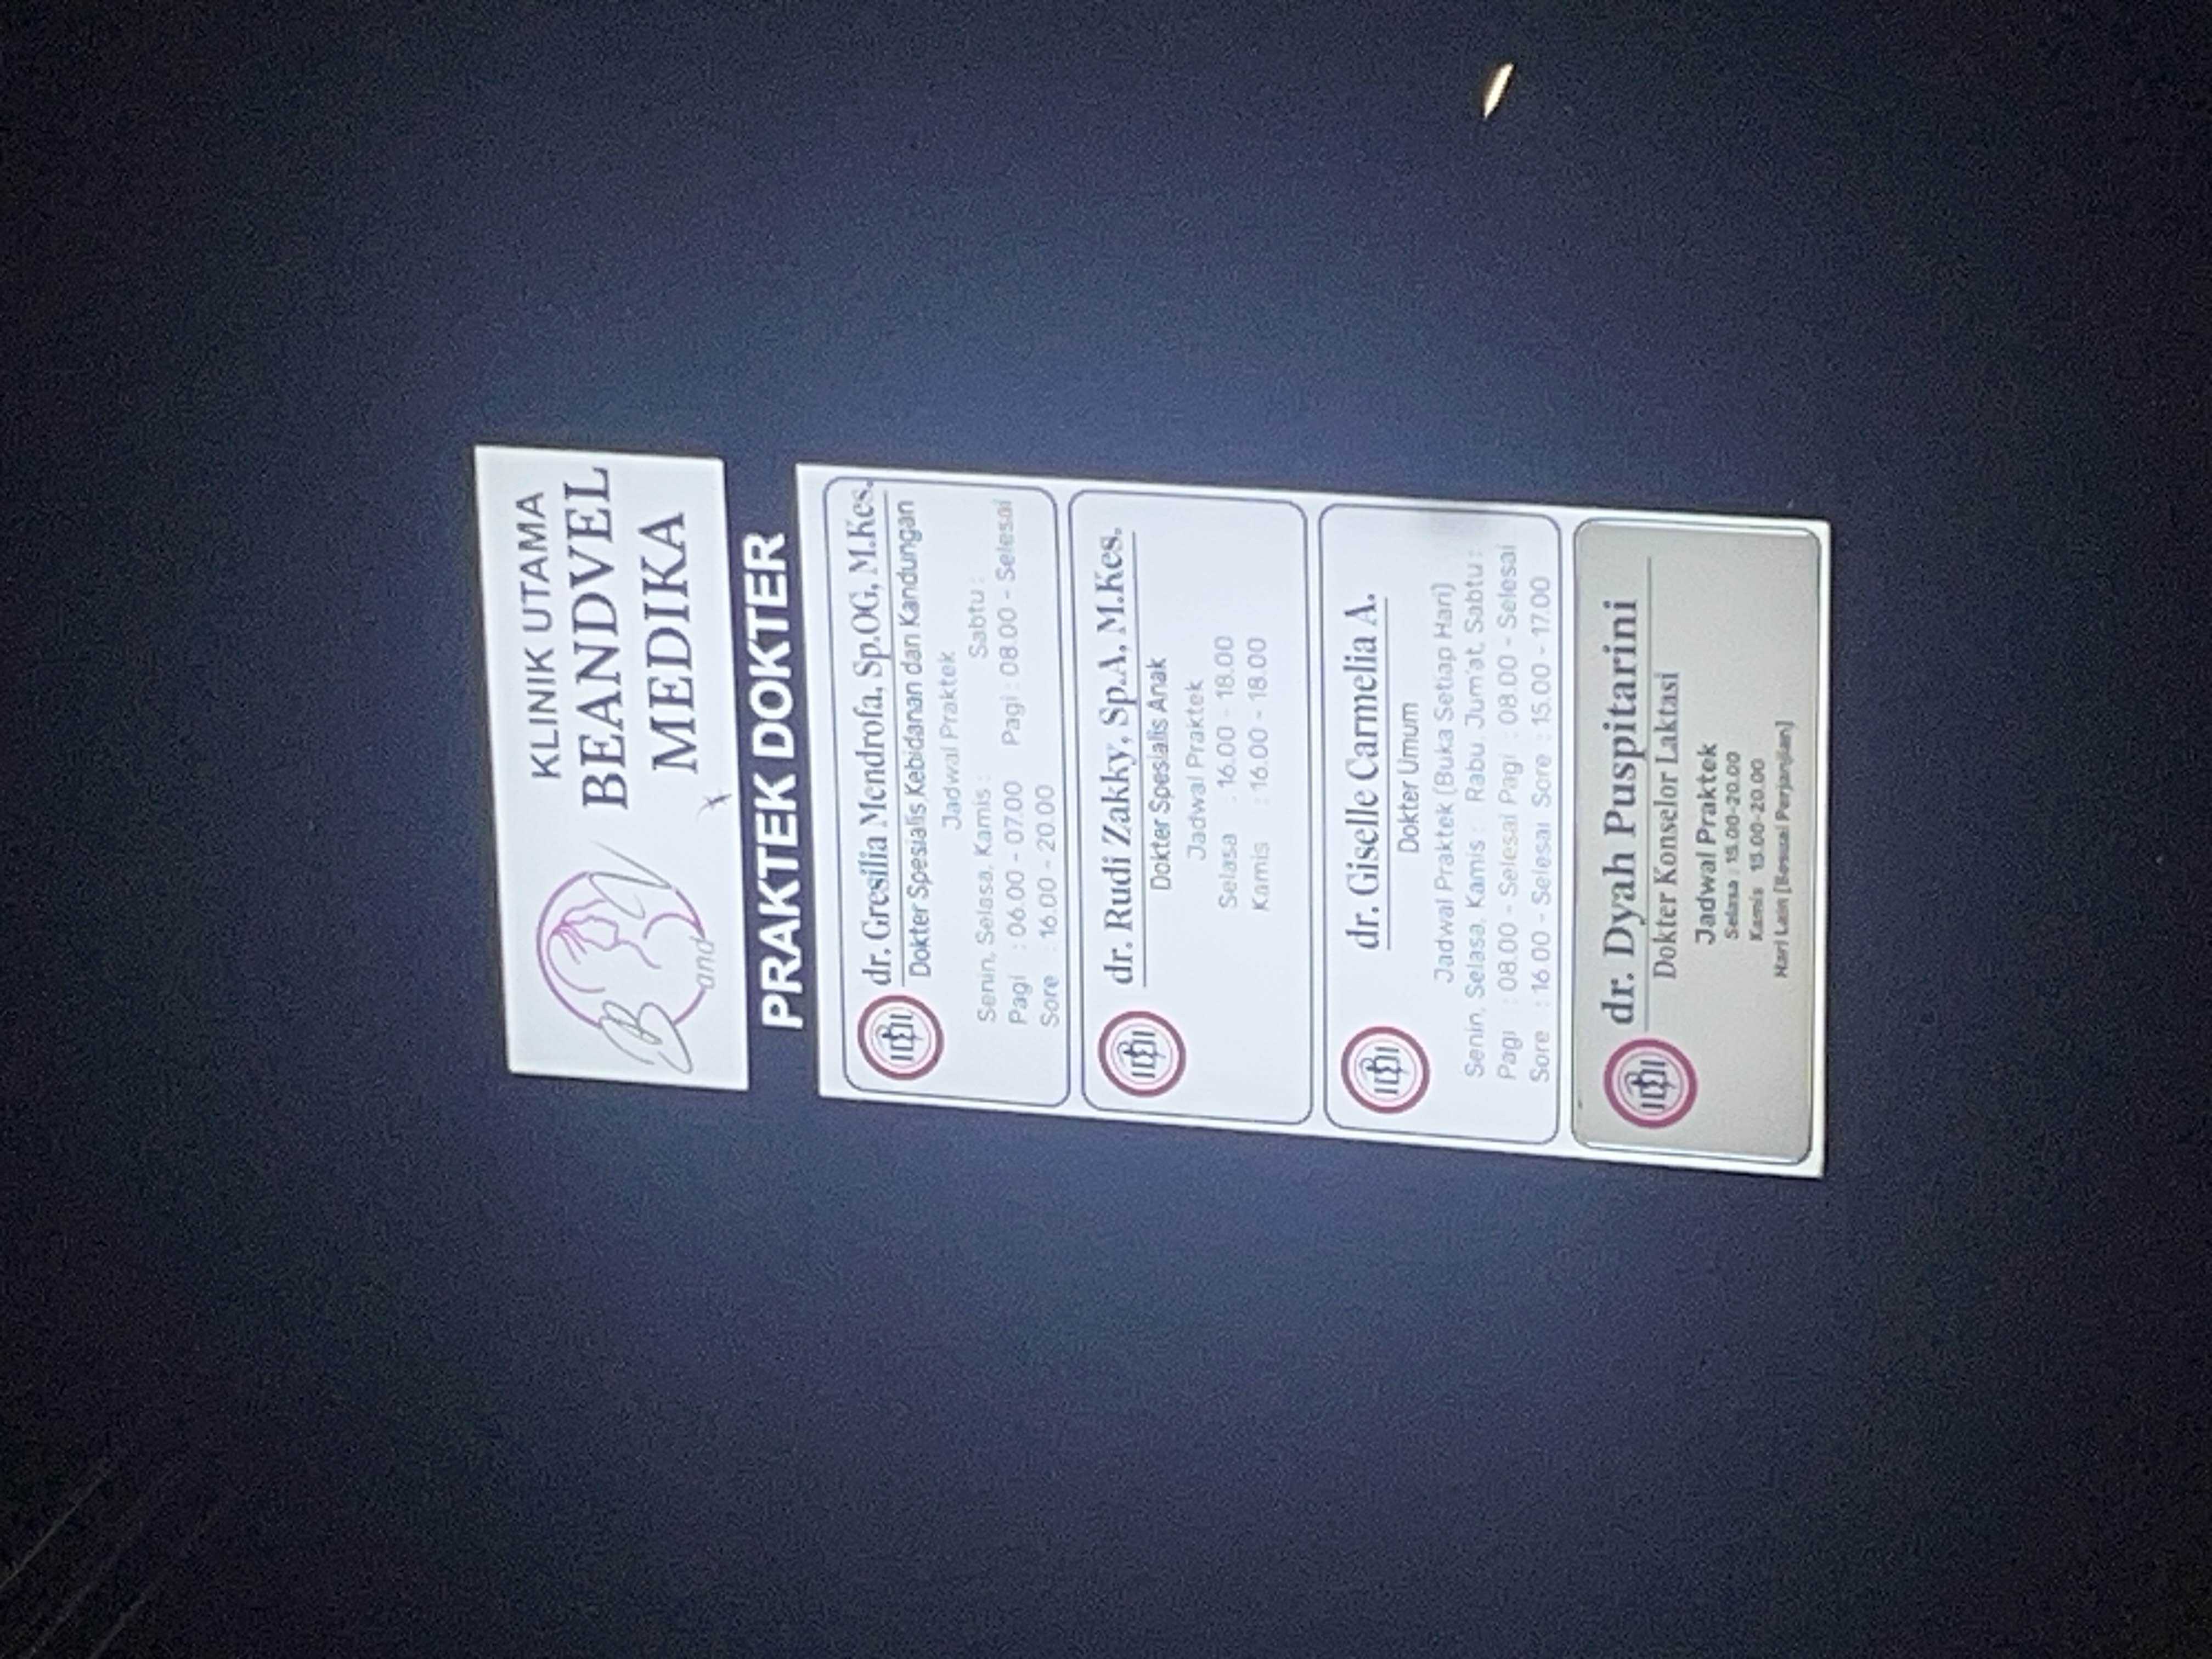 KLINIK UTAMA
BEANDVEL
MEDIKA
B and V
PRAKTEK DOKTER
IDI
dr. Gresilia Mendrofa, Sp.OG, M.Kes.
Dokter Spesialis Kebidanan dan Kandungan
Jadwal Praktek
Senin, Selasa, Kamis : Sabtu :
Pagi : 06.00 - 07.00 Pagi : 08.00 - Selesai
Sore : 16.00 - 20.00
IDI
dr. Rudi Zakky, Sp.A, M.Kes.
Dokter Spesialis Anak
Jadwal Praktek
Selasa : 16.00 - 18.00
Kamis : 16.00 - 18.00
IDI
dr. Giselle Carmelia A.
Dokter Umum
Jadwal Praktek (Buka Setiap Hari)
Senin, Selasa, Kamis : Rabu, Jum'at, Sabtu :
Pagi : 08.00 - Selesai Pagi : 08.00 - Selesai
Sore : 16.00 - Selesai Sore : 15.00 - 17.00
IDI
dr. Dyah Puspitarini
Dokter Konselor Laktasi
Jadwal Praktek
Selasa : 15.00-20.00
Kamis 15.00-20.00
Hari Lain (Sesuai Perjanjian)